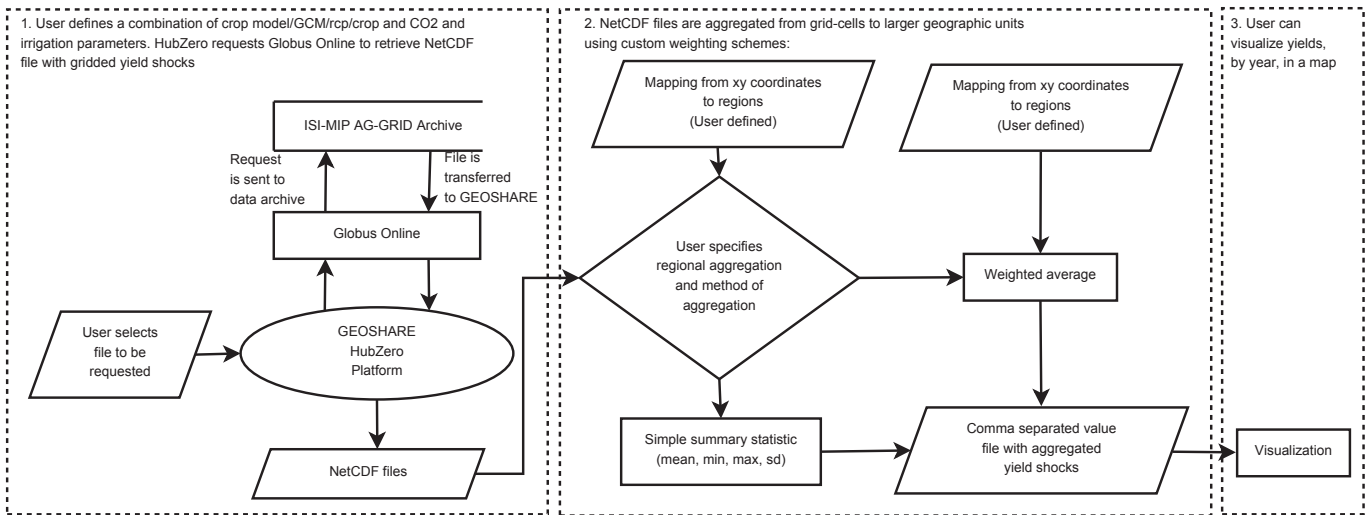 1. User defines a combination of crop model/GCM/rcp/crop and CO2 and
irrigation parameters. HubZero requests Globus Online to retrieve NetCDF
file with gridded yield shocks
ISI-MIP AG-GRID Archive
Request
is sent to
data archive
File is
transferred
to GEOSHARE
Globus Online
User selects
file to be
requested
GEOSHARE
HubZero
Platform
NetCDF files
2. NetCDF files are aggregated from grid-cells to larger geographic units
using custom weighting schemes:
Mapping from xy coordinates
to regions
(User defined)
Mapping from xy coordinates
to regions
(User defined)
User specifies
regional aggregation
and method of
aggregation
Weighted average
Simple summary statistic
(mean, min, max, sd)
Comma separated value
file with aggregated
yield shocks
3. User can
visualize yields,
by year, in a map
Visualization